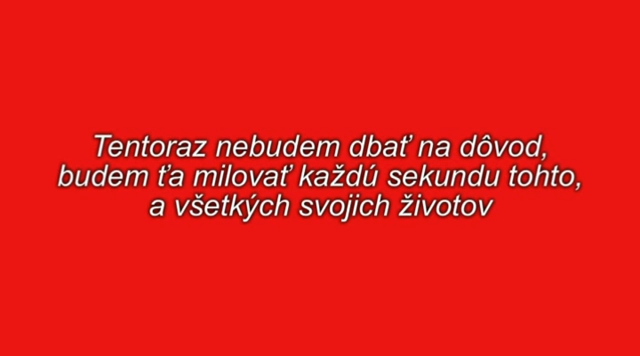 Tentoraz nebudem dbať na dôvod,
budem ťa milovať každú sekundu tohto,
a všetkých svojich životov